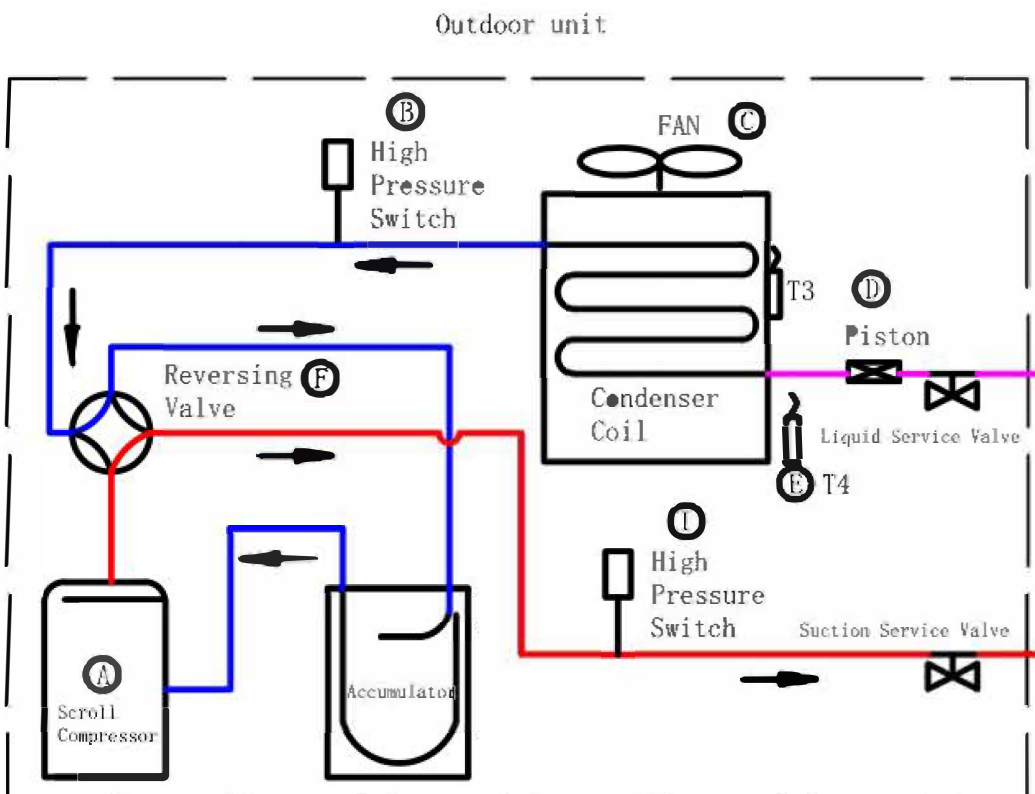 Outdoor unit
B
High
Pressure
Switch
FAN C
T3
D
Piston
Reversing F
Valve
Condenser
Coil
Liquid Service Valve
E T4
I
High
Pressure
Switch
Suction Service Valve
A
Scroll
Compressor
Accumulator